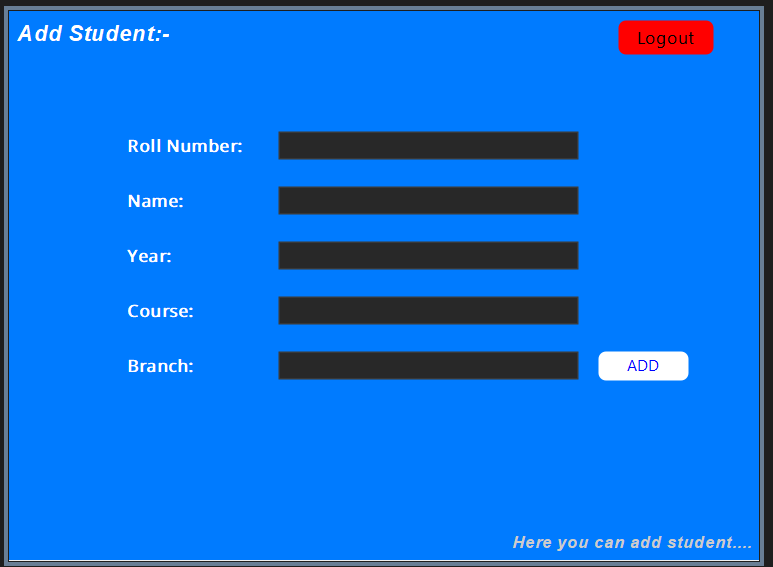 Add Student:-
Logout
Roll Number:
Name:
Year:
Course:
Branch:
ADD
Here you can add student....